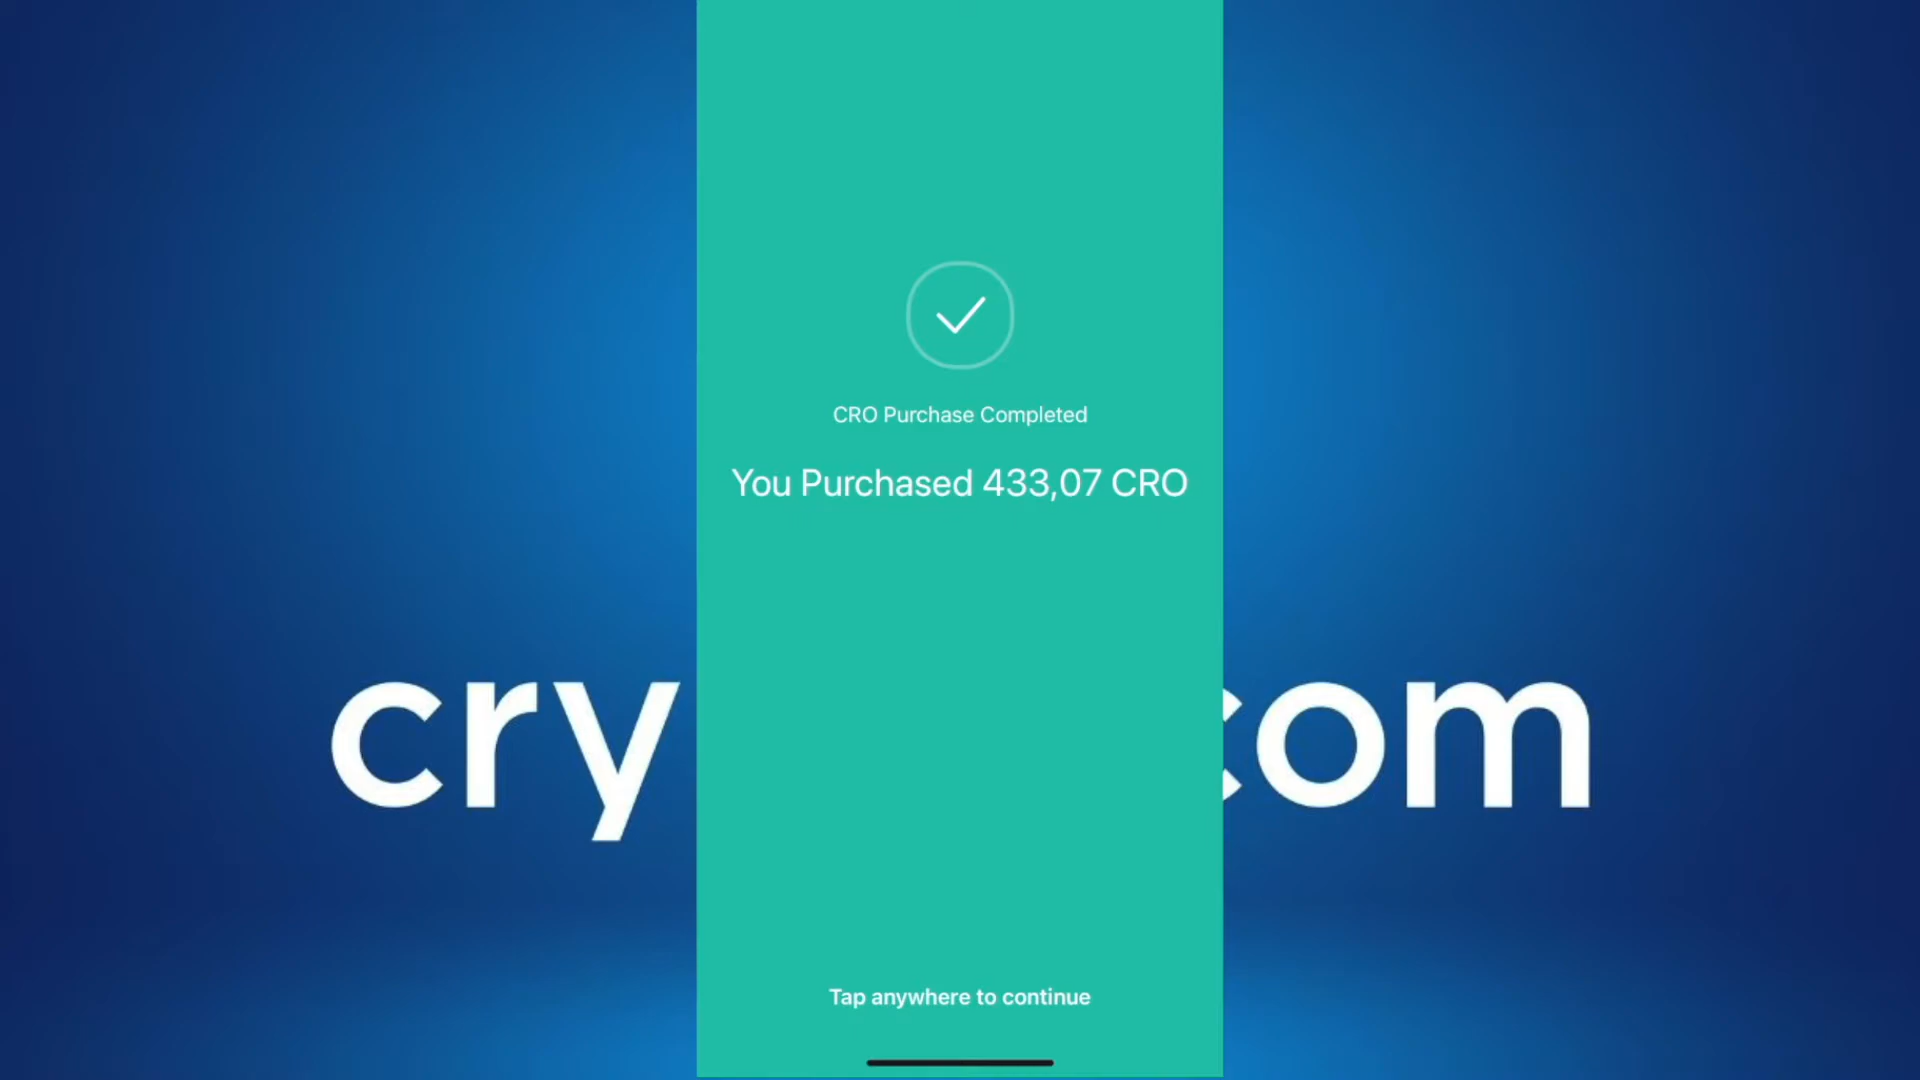 CRO Purchase Completed
You Purchased 433,07 CRO
cry com
Tap anywhere to continue